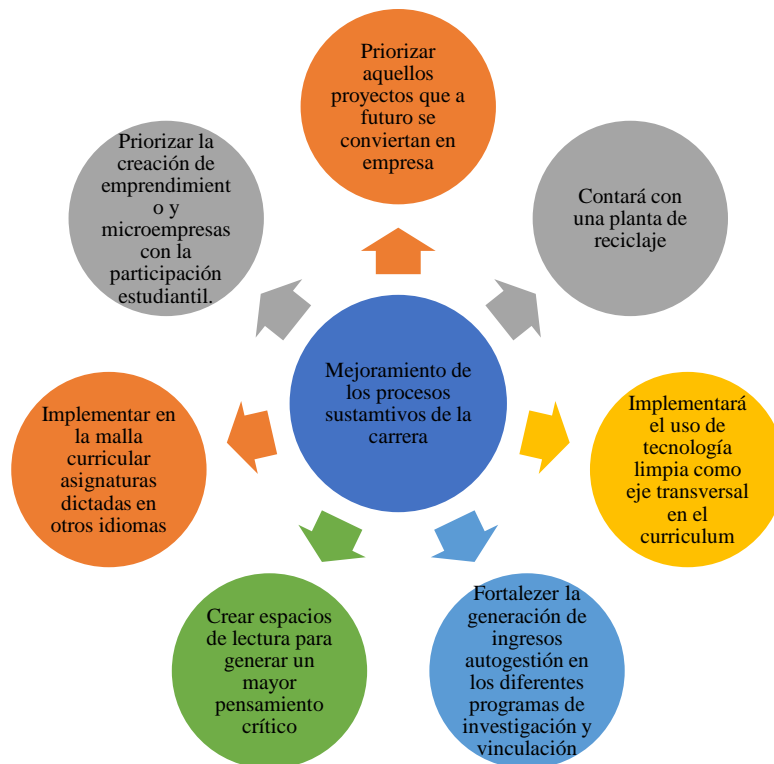 Priorizar
aquellos
proyectos que a
futuro se
conviertan en
empresa
Priorizar la
creación de
emprendimient
o y
microempresas
con la
participación
estudiantil.
Contará con
una planta de
reciclaje
Mejoramiento de
los procesos
sustamtivos de la
carrera
Implementar en
la malla
curricular
asignaturas
dictadas en
otros idiomas
Implementará
el uso de
tecnología
limpia como
eje transversal
en el
curriculum
Crear espacios
de lectura para
generar un
mayor
pensamiento
crítico
Fortalezer la
generación de
ingresos
autogestión en
los diferentes
programas de
investigación y
vinculación